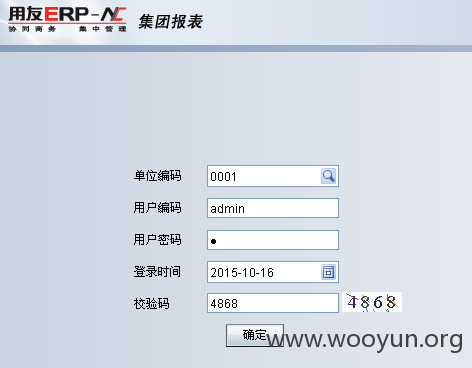 用友ERP-NC 集团报表
协同商务 集中管理
单位编码 0001
用户编码 admin
用户密码 ●
登录时间 2015-10-16
校验码 4868 4868
确定
www.wooyun.org